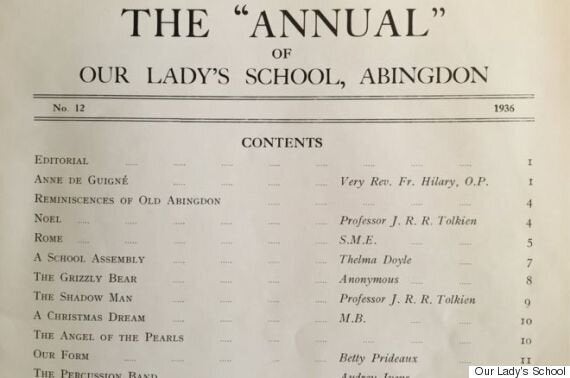 THE "ANNUAL"
OF
OUR LADY'S SCHOOL, ABINGDON
No. 12 1936
CONTENTS
EDITORIAL 1
ANNE DE GUIGNÉ Very Rev. Fr. Hilary, O.P. 1
REMINISCENCES OF OLD ABINGDON 4
NOEL Professor J. R. R. Tolkien 4
ROME S.M.E. 5
A SCHOOL ASSEMBLY Thelma Doyle 7
THE GRIZZLY BEAR Anonymous 8
THE SHADOW MAN Professor J. R. R. Tolkien 9
A CHRISTMAS DREAM M.B. 10
THE ANGEL OF THE PEARLS 10
OUR FORM Betty Prideaux 11
THE PERCUSSION BAND Audrey
Our Lady's School